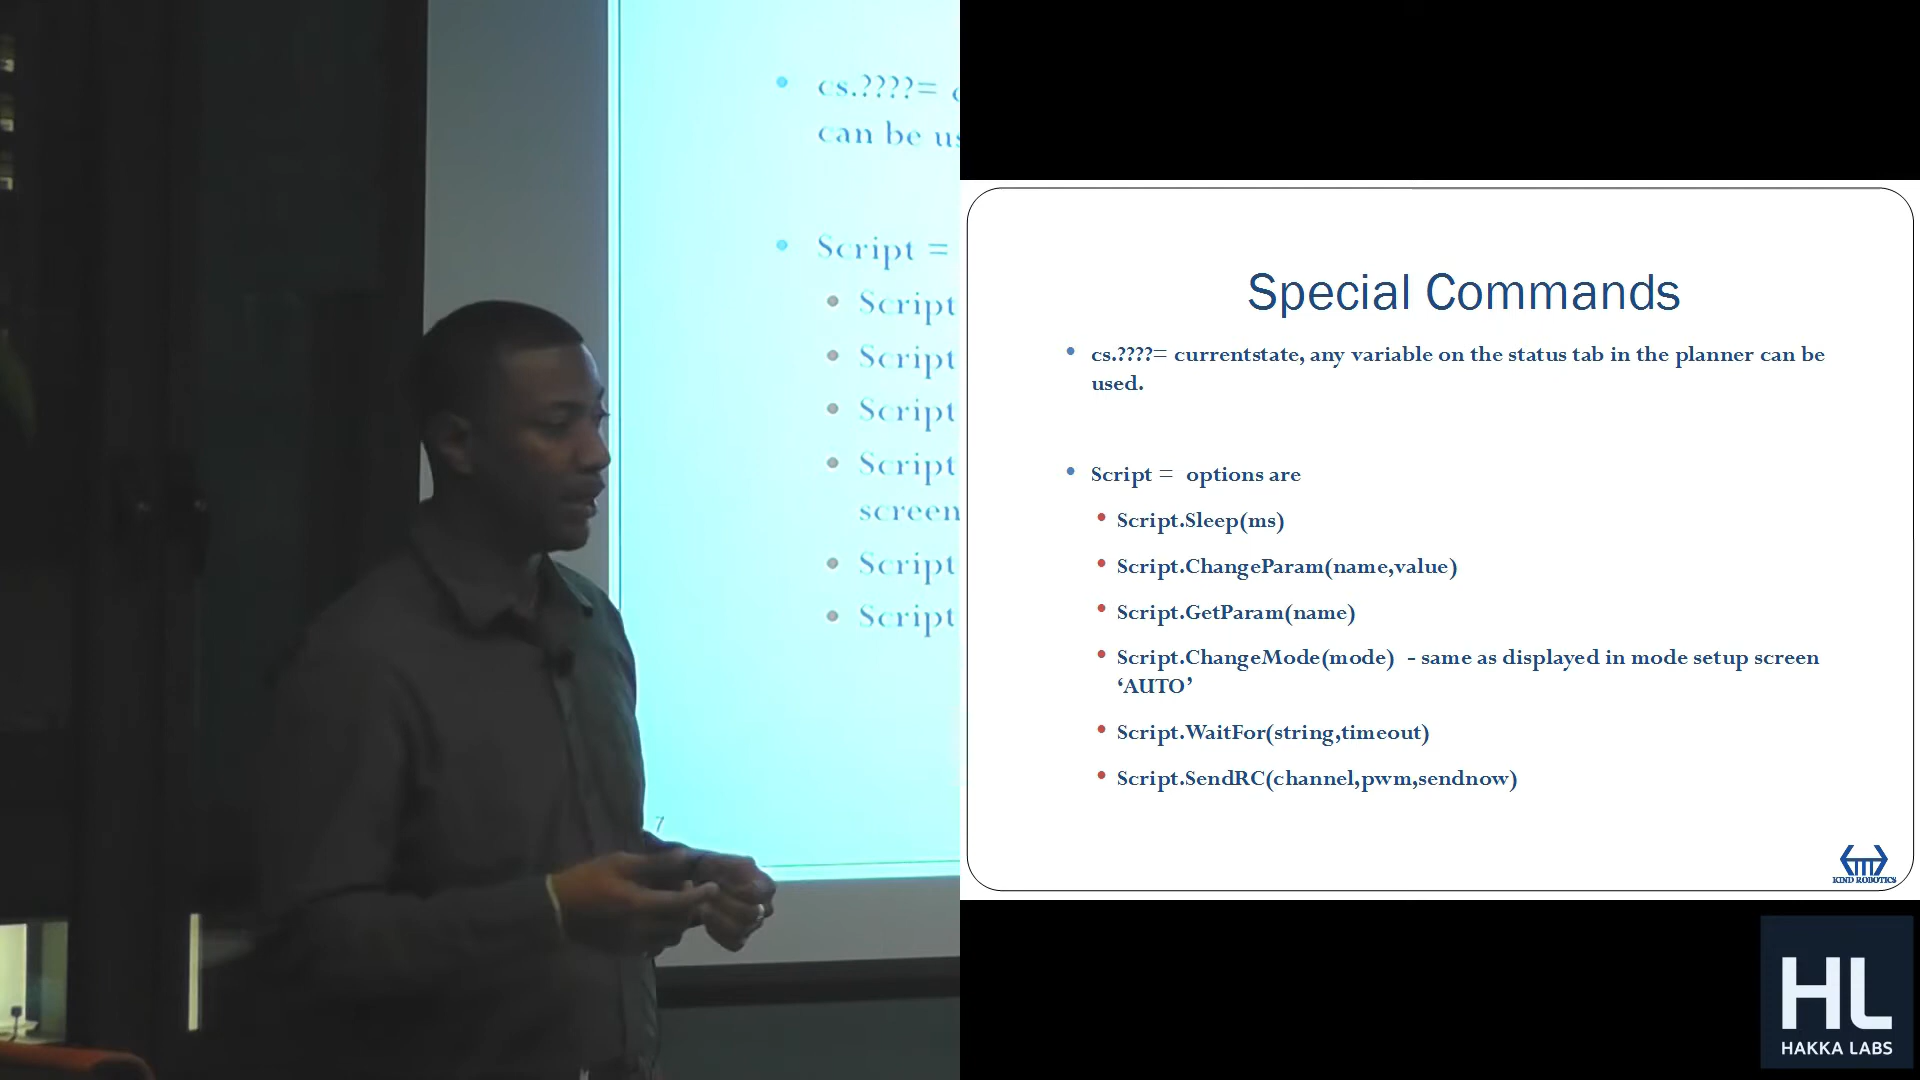 cs.????=
can be
Script =
Script
Script
Script
Script
screen
Script
Script
7
Special Commands
cs.????= currentstate, any variable on the status tab in the planner can be
used.
Script = options are
Script.Sleep(ms)
Script.ChangeParam(name,value)
Script.GetParam(name)
Script.ChangeMode(mode) - same as displayed in mode setup screen
‘AUTO’
Script.WaitFor(string,timeout)
Script.SendRC(channel,pwm,sendnow)
KIND ROBOTICS
HL
HAKKA LABS